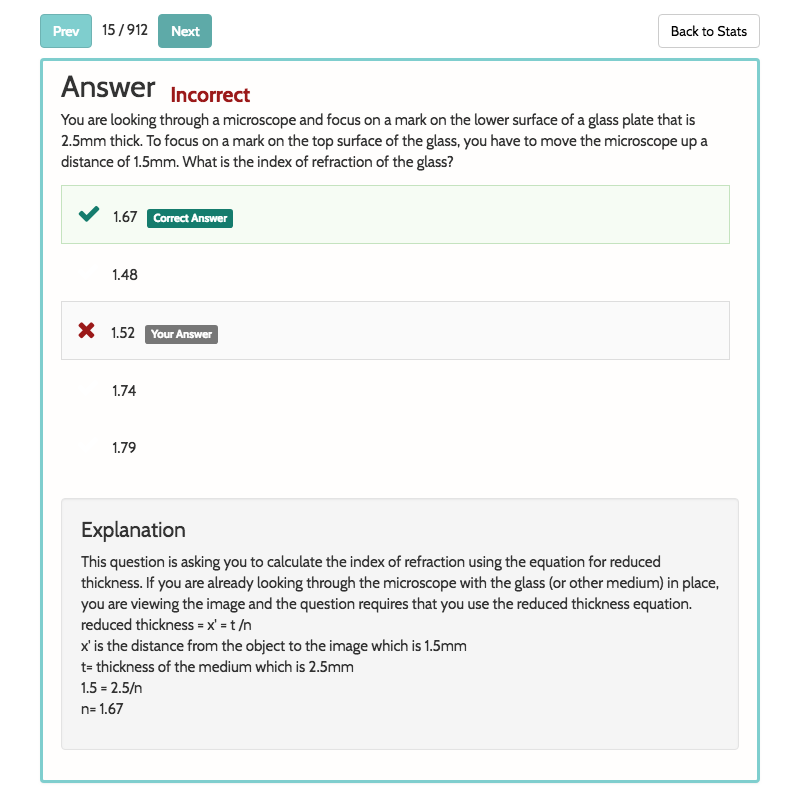 Prev 15 / 912 Next Back to Stats
Answer Incorrect
You are looking through a microscope and focus on a mark on the lower surface of a glass plate that is
2.5mm thick. To focus on a mark on the top surface of the glass, you have to move the microscope up a
distance of 1.5mm. What is the index of refraction of the glass?
1.67 Correct Answer
1.48
1.52 Your Answer
1.74
1.79
Explanation
This question is asking you to calculate the index of refraction using the equation for reduced
thickness. If you are already looking through the microscope with the glass (or other medium) in place,
you are viewing the image and the question requires that you use the reduced thickness equation.
reduced thickness = x' = t /n
x' is the distance from the object to the image which is 1.5mm
t= thickness of the medium which is 2.5mm
1.5 = 2.5/n
n= 1.67